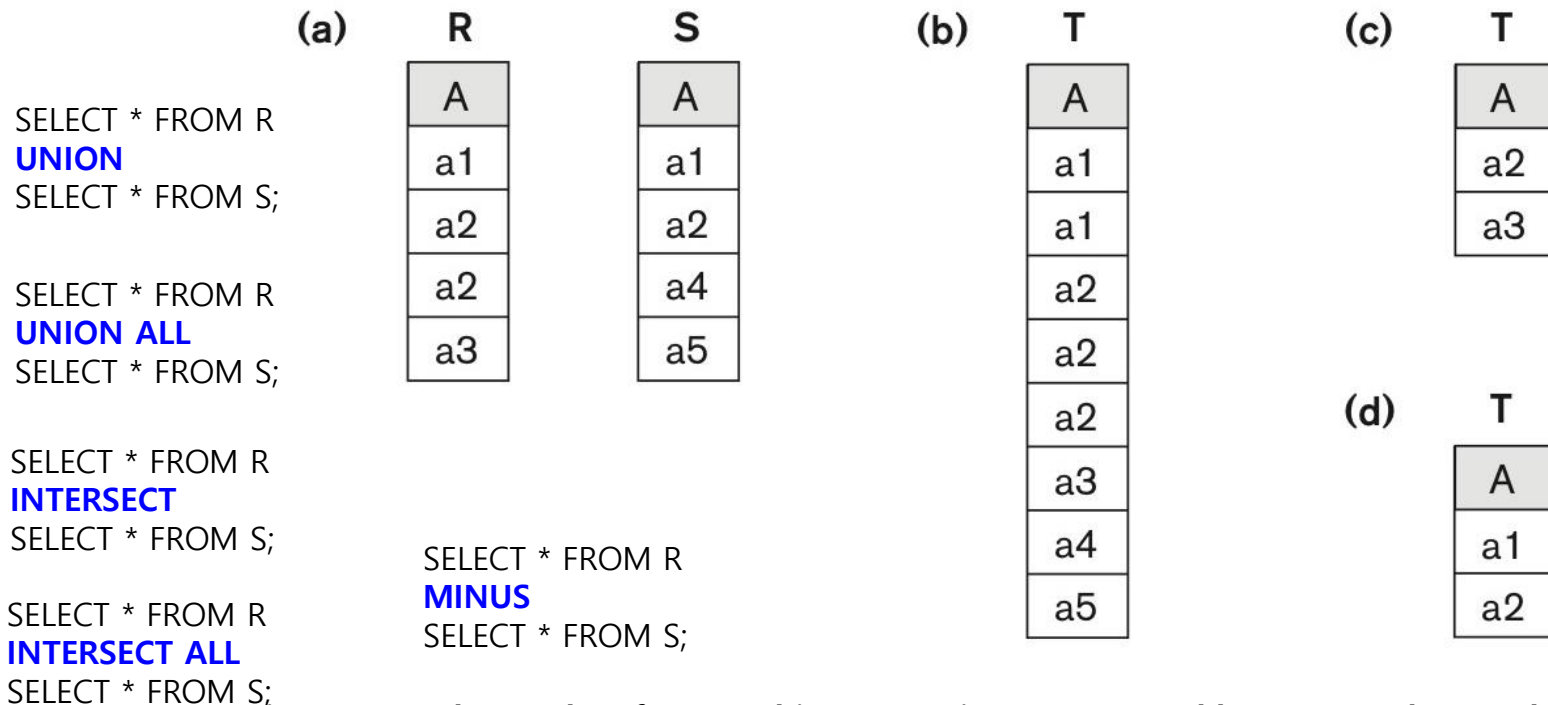 SELECT * FROM R
UNION
SELECT * FROM S;
SELECT * FROM R
UNION ALL
SELECT * FROM S;
SELECT * FROM R
INTERSECT
SELECT * FROM S;
SELECT * FROM R
INTERSECT ALL
SELECT * FROM S;
SELECT * FROM R
MINUS
SELECT * FROM S;
(a)
R
A
a1
a2
a2
a3
S
A
a1
a2
a4
a5
(b)
T
A
a1
a1
a2
a2
a2
a3
a4
a5
(c)
T
A
a2
a3
(d)
T
A
a1
a2